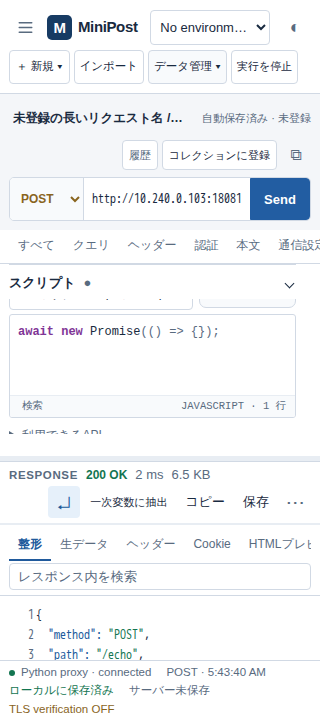 M MiniPost No environm…
＋ 新規 ▾ インポート データ管理 ▾ 実行を停止
未登録の長いリクエスト名 /… 自動保存済み · 未登録
履歴 コレクションに登録
POST http://10.240.0.103:18081 Send
すべて クエリ ヘッダー 認証 本文 通信設定
スクリプト
await new Promise(() => {});
検索 JAVASCRIPT · 1 行
RESPONSE 200 OK 2 ms 6.5 KB
一次変数に抽出 コピー 保存 ···
整形 生データ ヘッダー Cookie HTMLプレビ
レスポンス内を検索
1 {
2 "method": "POST",
3 "path": "/echo",
Python proxy · connected POST · 5:43:40 AM
ローカルに保存済み サーバー未保存
TLS verification OFF